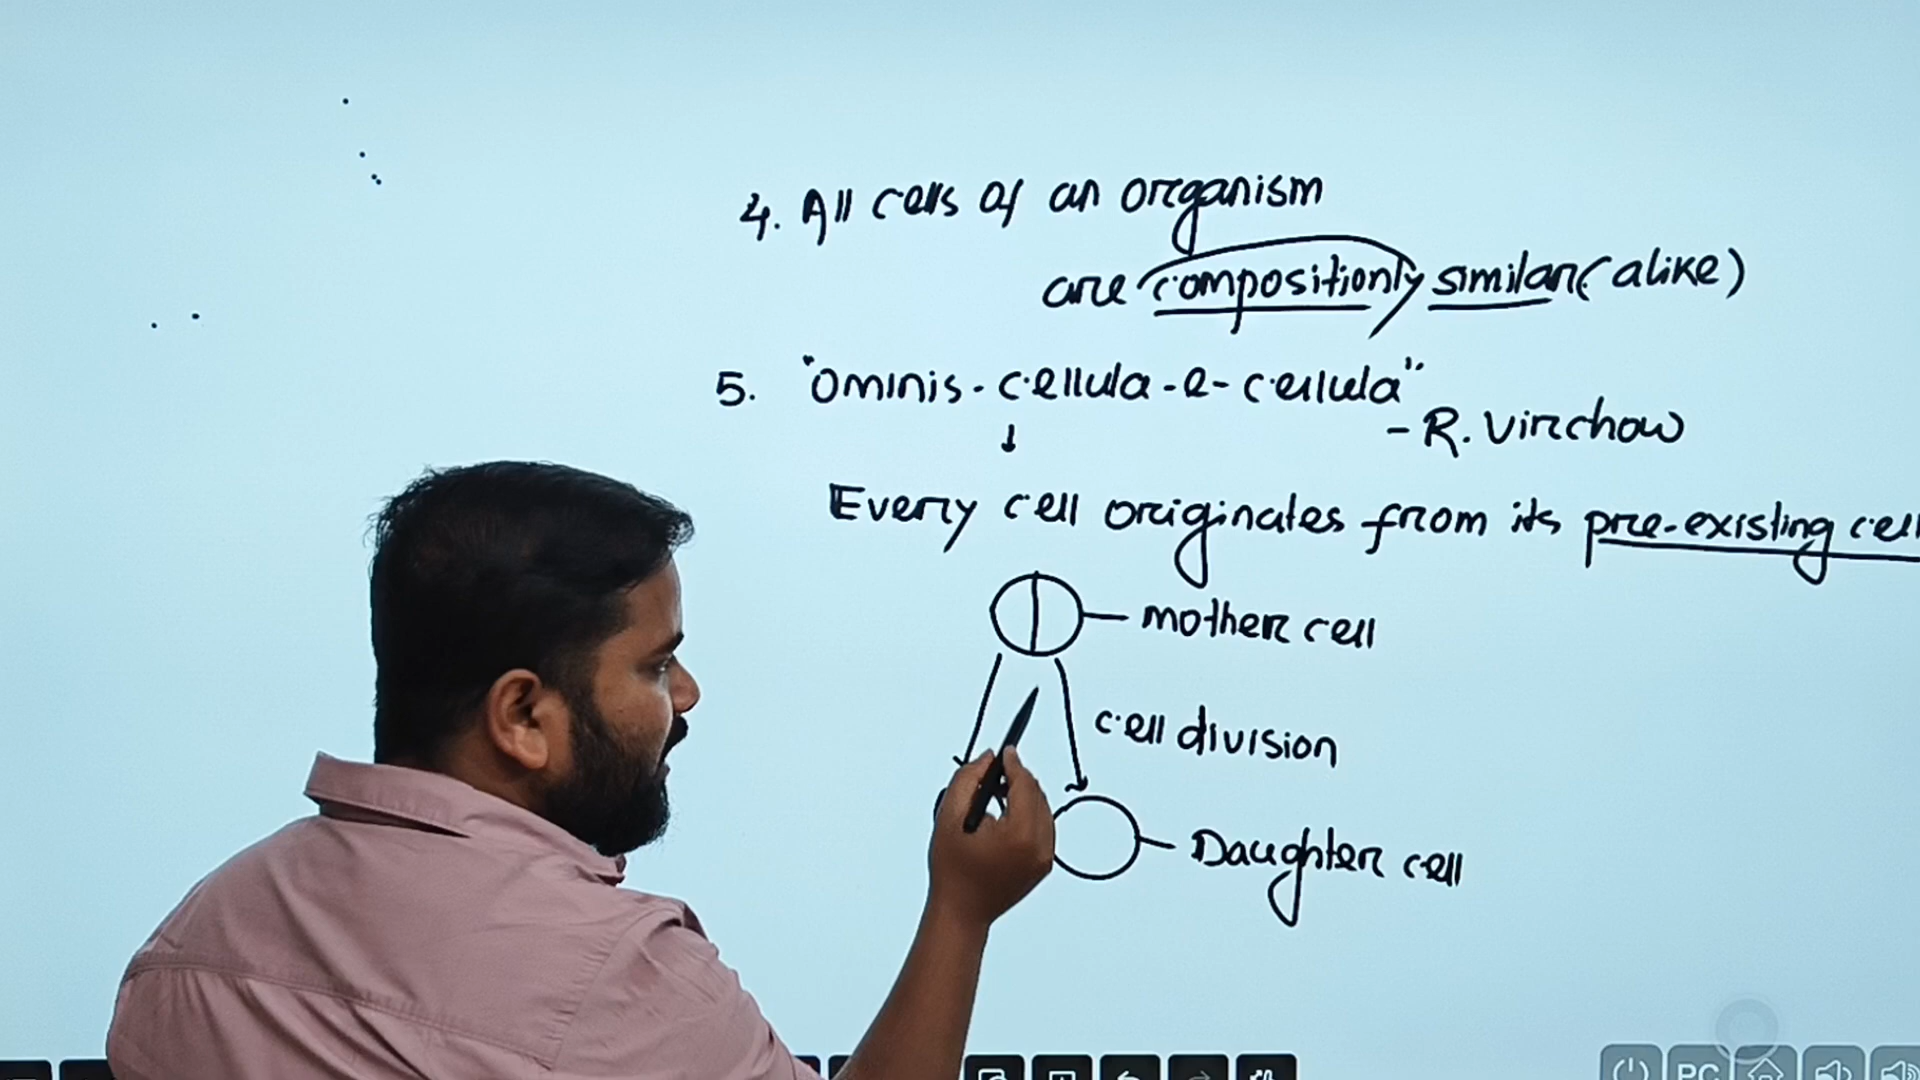 4. All cells of an organism
are compositionly similar (alike)
5. "Ominis-cellula-e-cellula"
- R. Virchow
Every cell originates from its pre-existing cell
mother cell
cell division
Daughter cell
PC